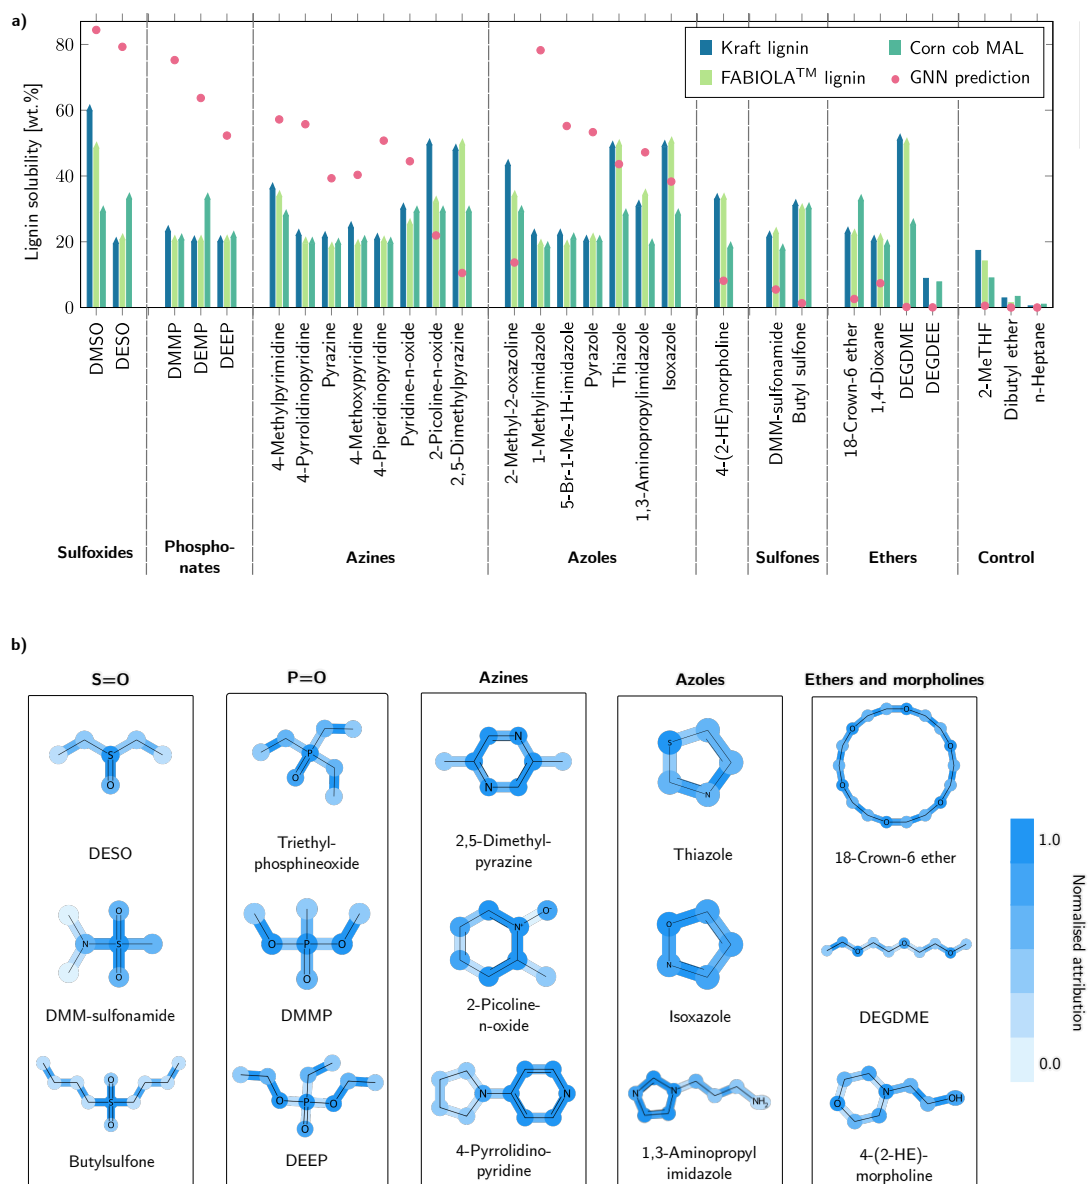 a)
Lignin solubility [wt. %]
80
60
40
20
0
Kraft lignin
Corn cob MAL
FABIOLA™ lignin
GNN prediction
DMSO
DESO
DMMP
DEMP
DEEP
4-Methylpyrimidine
4-Pyrrolidinopyridine
Pyrazine
4-Methoxypyridine
4-Piperidinopyridine
Pyridine-n-oxide
2-Picoline-n-oxide
2,5-Dimethylpyrazine
2-Methyl-2-oxazoline
1-Methylimidazole
5-Br-1-Me-1H-imidazole
Pyrazole
Thiazole
1,3-Aminopropylimidazole
Isoxazole
4-(2-HE)morpholine
DMM-sulfonamide
Butyl sulfone
18-Crown-6 ether
1,4-Dioxane
DEGDME
DEGDEE
2-MeTHF
Dibutyl ether
n-Heptane
Sulfoxides
Phospho-
nates
Azines
Azoles
Sulfones
Ethers
Control
b)
S=O
P=O
Azines
Azoles
Ethers and morpholines
S
O
P
O
N
N
S
N
O
O
O
O
O
O
DESO
Triethyl-
phosphineoxide
2,5-Dimethyl-
pyrazine
Thiazole
18-Crown-6 ether
O
N
S
O
O
P
O
O
O⁻
N⁺
O
N
O
O
O
DMM-sulfonamide
DMMP
2-Picoline-
n-oxide
Isoxazole
DEGDME
O
S
O
O
P
O
O
N
N
N
N
NH₂
O
N
OH
Butylsulfone
DEEP
4-Pyrrolidino-
pyridine
1,3-Aminopropyl
imidazole
4-(2-HE)-
morpholine
1.0
0.0
Normalised attribution